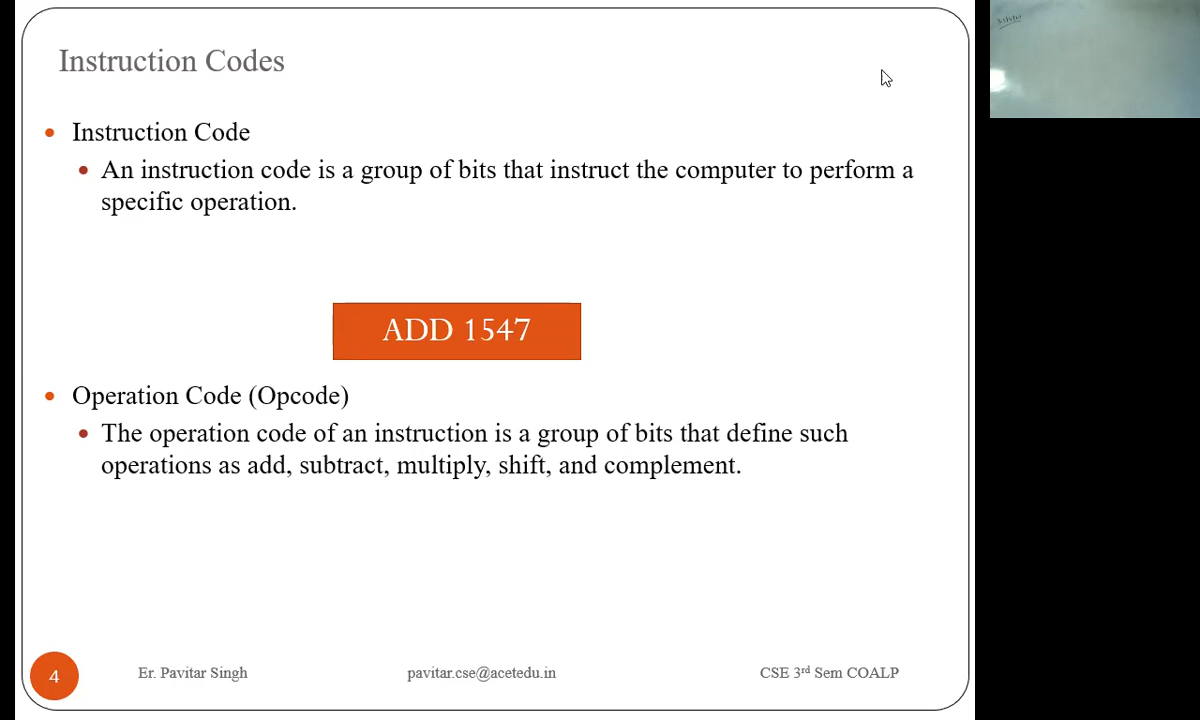 Instruction Codes
Instruction Code
An instruction code is a group of bits that instruct the computer to perform a
specific operation.
ADD 1547
Operation Code (Opcode)
The operation code of an instruction is a group of bits that define such
operations as add, subtract, multiply, shift, and complement.
4
Er. Pavitar Singh
pavitar.cse@acetedu.in
CSE 3rd Sem COALP